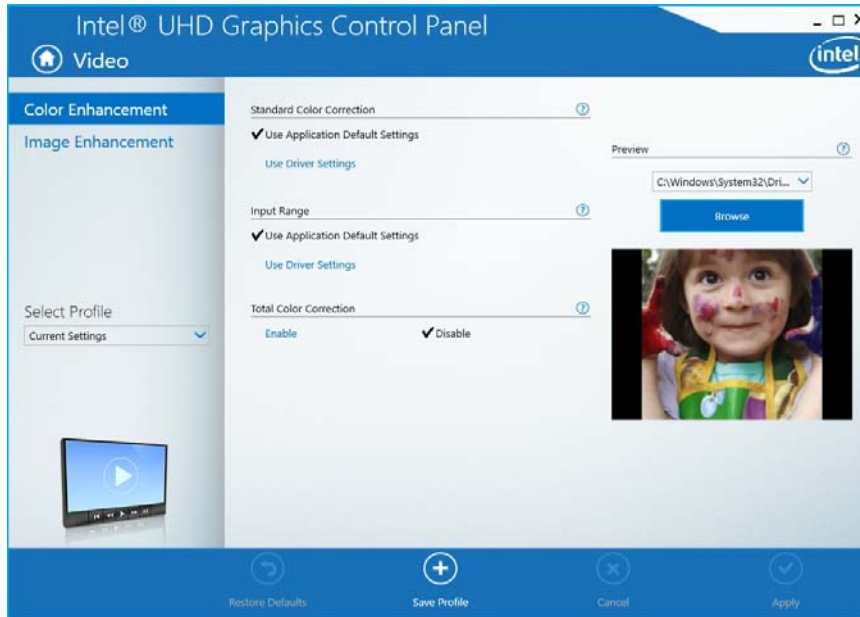 Intel® UHD Graphics Control Panel
Video
intel
Color Enhancement
Image Enhancement
Select Profile
Current Settings
Standard Color Correction
Use Application Default Settings
Use Driver Settings
Input Range
Use Application Default Settings
Use Driver Settings
Total Color Correction
Enable
Disable
Preview
C:\Windows\System32\Dri...
Browse
Restore Defaults
Save Profile
Cancel
Apply